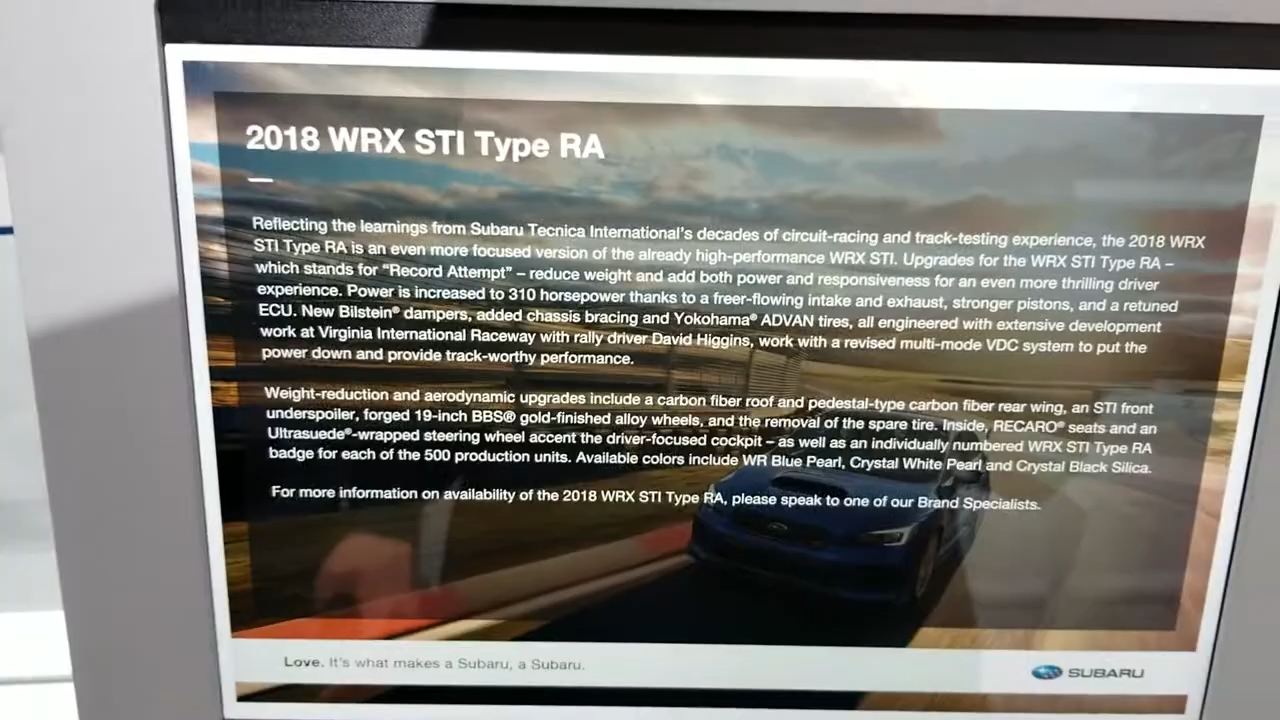 2018 WRX STI Type RA
Reflecting the learnings from Subaru Tecnica International's decades of circuit-racing and track-testing experience, the 2018 WRX
STI Type RA is an even more focused version of the already high-performance WRX STI. Upgrades for the WRX STI Type RA –
which stands for “Record Attempt” – reduce weight and add both power and responsiveness for an even more thrilling driver
experience. Power is increased to 310 horsepower thanks to a freer-flowing intake and exhaust, stronger pistons, and a retuned
ECU. New Bilstein® dampers, added chassis bracing and Yokohama® ADVAN tires, all engineered with extensive development
work at Virginia International Raceway with rally driver David Higgins, work with a revised multi-mode VDC system to put the
power down and provide track-worthy performance.
Weight-reduction and aerodynamic upgrades include a carbon fiber roof and pedestal-type carbon fiber rear wing, an STI front
underspoiler, forged 19-inch BBS® gold-finished alloy wheels, and the removal of the spare tire. Inside, RECARO® seats and an
Ultrasuede®-wrapped steering wheel accent the driver-focused cockpit – as well as an individually numbered WRX STI Type RA
badge for each of the 500 production units. Available colors include WR Blue Pearl, Crystal White Pearl and Crystal Black Silica.
For more information on availability of the 2018 WRX STI Type RA, please speak to one of our Brand Specialists.
Love. It's what makes a Subaru, a Subaru.
SUBARU